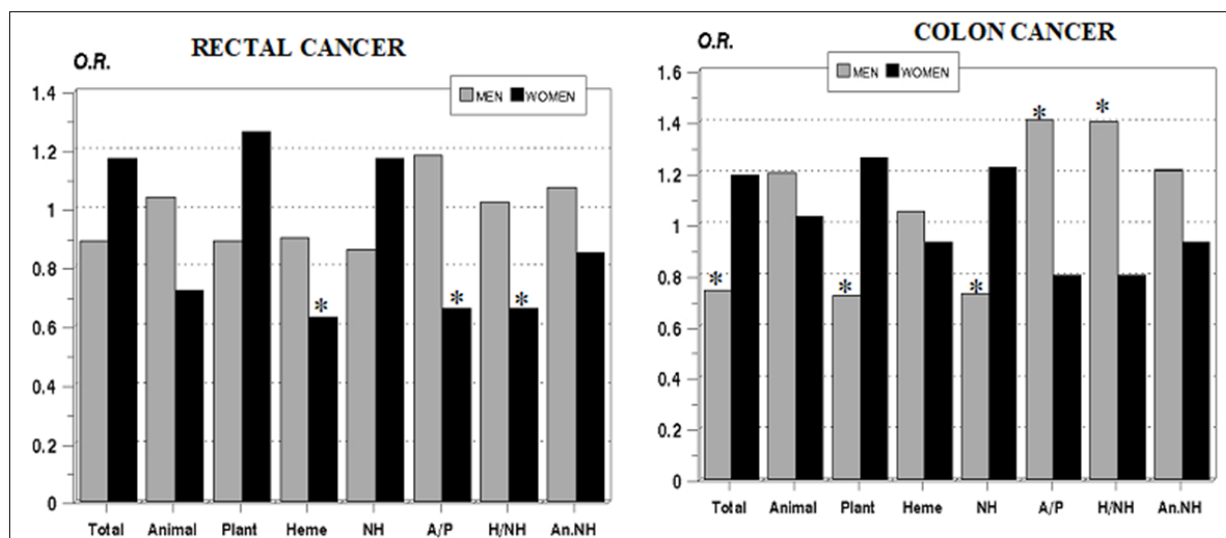 RECTAL CANCER
O.R.
MEN WOMEN
1.4
1.2
1
0.8
0.6
0.4
0.2
0
* * *
Total Animal Plant Heme NH A/P H/NH An.NH
COLON CANCER
O.R.
MEN WOMEN
1.6
1.4
1.2
1
0.8
0.6
0.4
0.2
0
* * * * *
Total Animal Plant Heme NH A/P H/NH An.NH